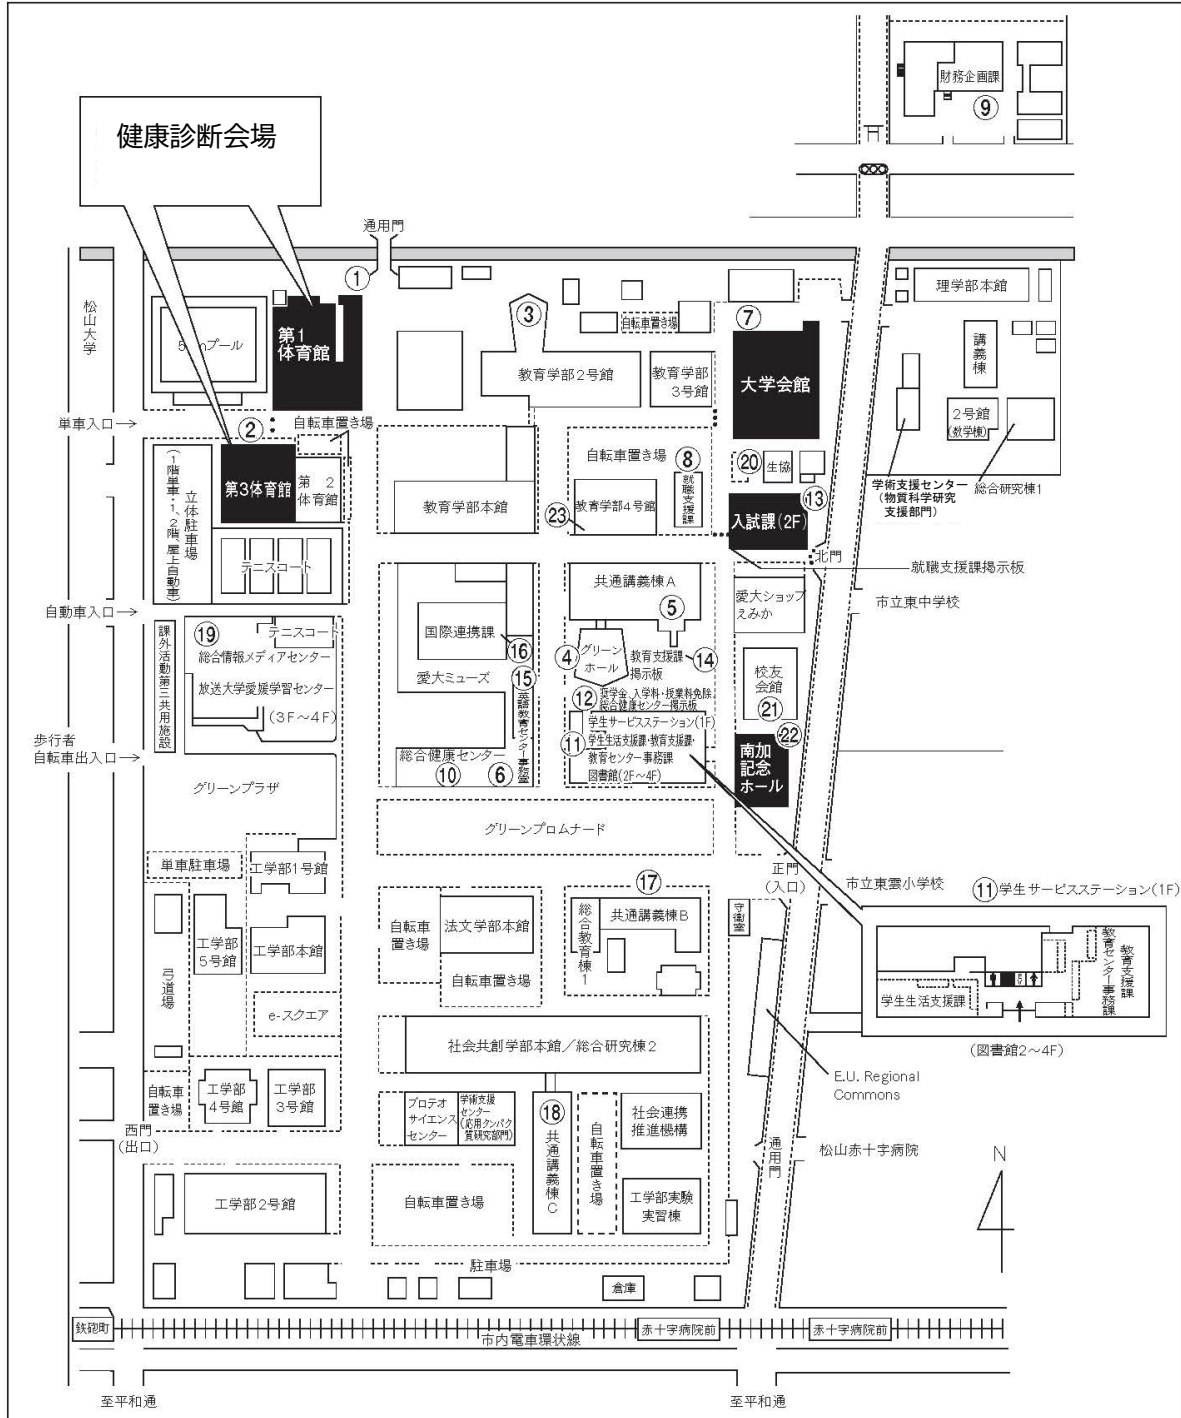 財務企画課
⑨
健康診断会場
通用門
①
③
⑦
理学部本館
松山大学
第1
体育館
プール
自転車置き場
教育学部2号館
教育学部
3号館
大学会館
講義棟
2号館
(数学棟)
単車入口→
②
自転車置き場
自転車置き場
⑧
就職支援課
⑳
生協
⑬
学術支援センター
(物質科学研究
支援部門)
総合研究棟1
立体駐車場
(1階単車・1、2階、屋上自動車)
第3体育館
第2
体育館
教育学部本館
㉓
教育学部4号館
入試課(2F)
北門
テニスコート
共通講義棟A
⑤
就職支援課掲示板
愛大ショップ
えみか
市立東中学校
自動車入口→
課外活動第三共用施設
⑲
テニスコート
総合情報メディアセンター
放送大学愛媛学習センター
(3F～4F)
国際連携課
⑯
愛大ミューズ
⑮
英語教育センター事務室
④
グリーン
ホール
教育支援課
掲示板
⑭
校友
会館
㉑
⑫
奨学金、入学料・授業料免除、
総合健康センター掲示板
学生サービスステーション(1F)
⑪
学生生活支援課・教育支援課・
教育センター事務課
図書館(2F～4F)
㉒
南加
記念
ホール
歩行者
自転車出入口→
総合健康センター
⑩
⑥
グリーンプラザ
グリーンプロムナード
単車駐車場
工学部1号館
正門
(入口)
市立東雲小学校
⑰
⑪学生サービスステーション(1F)
弓道場
工学部
5号館
工学部本館
自転車
置き場
法文学部本館
自転車置き場
総合教育棟1
共通講義棟B
守衛室
学生生活支援課
教育センター事務課
教育支援課
(図書館2～4F)
e-スクエア
社会共創学部本館／総合研究棟2
E.U. Regional
Commons
自転車
置き場
工学部
4号館
工学部
3号館
プロテオ
サイエンス
センター
学術支援
センター
(応用タンパク
質研究部門)
⑱
共通講義棟C
自転車置き場
社会連携
推進機構
西門
(出口)
通用門
松山赤十字病院
N
工学部2号館
自転車置き場
工学部実験
実習棟
駐車場
倉庫
鉄砲町
市内電車環状線
赤十字病院前
赤十字病院前
至平和通
至平和通